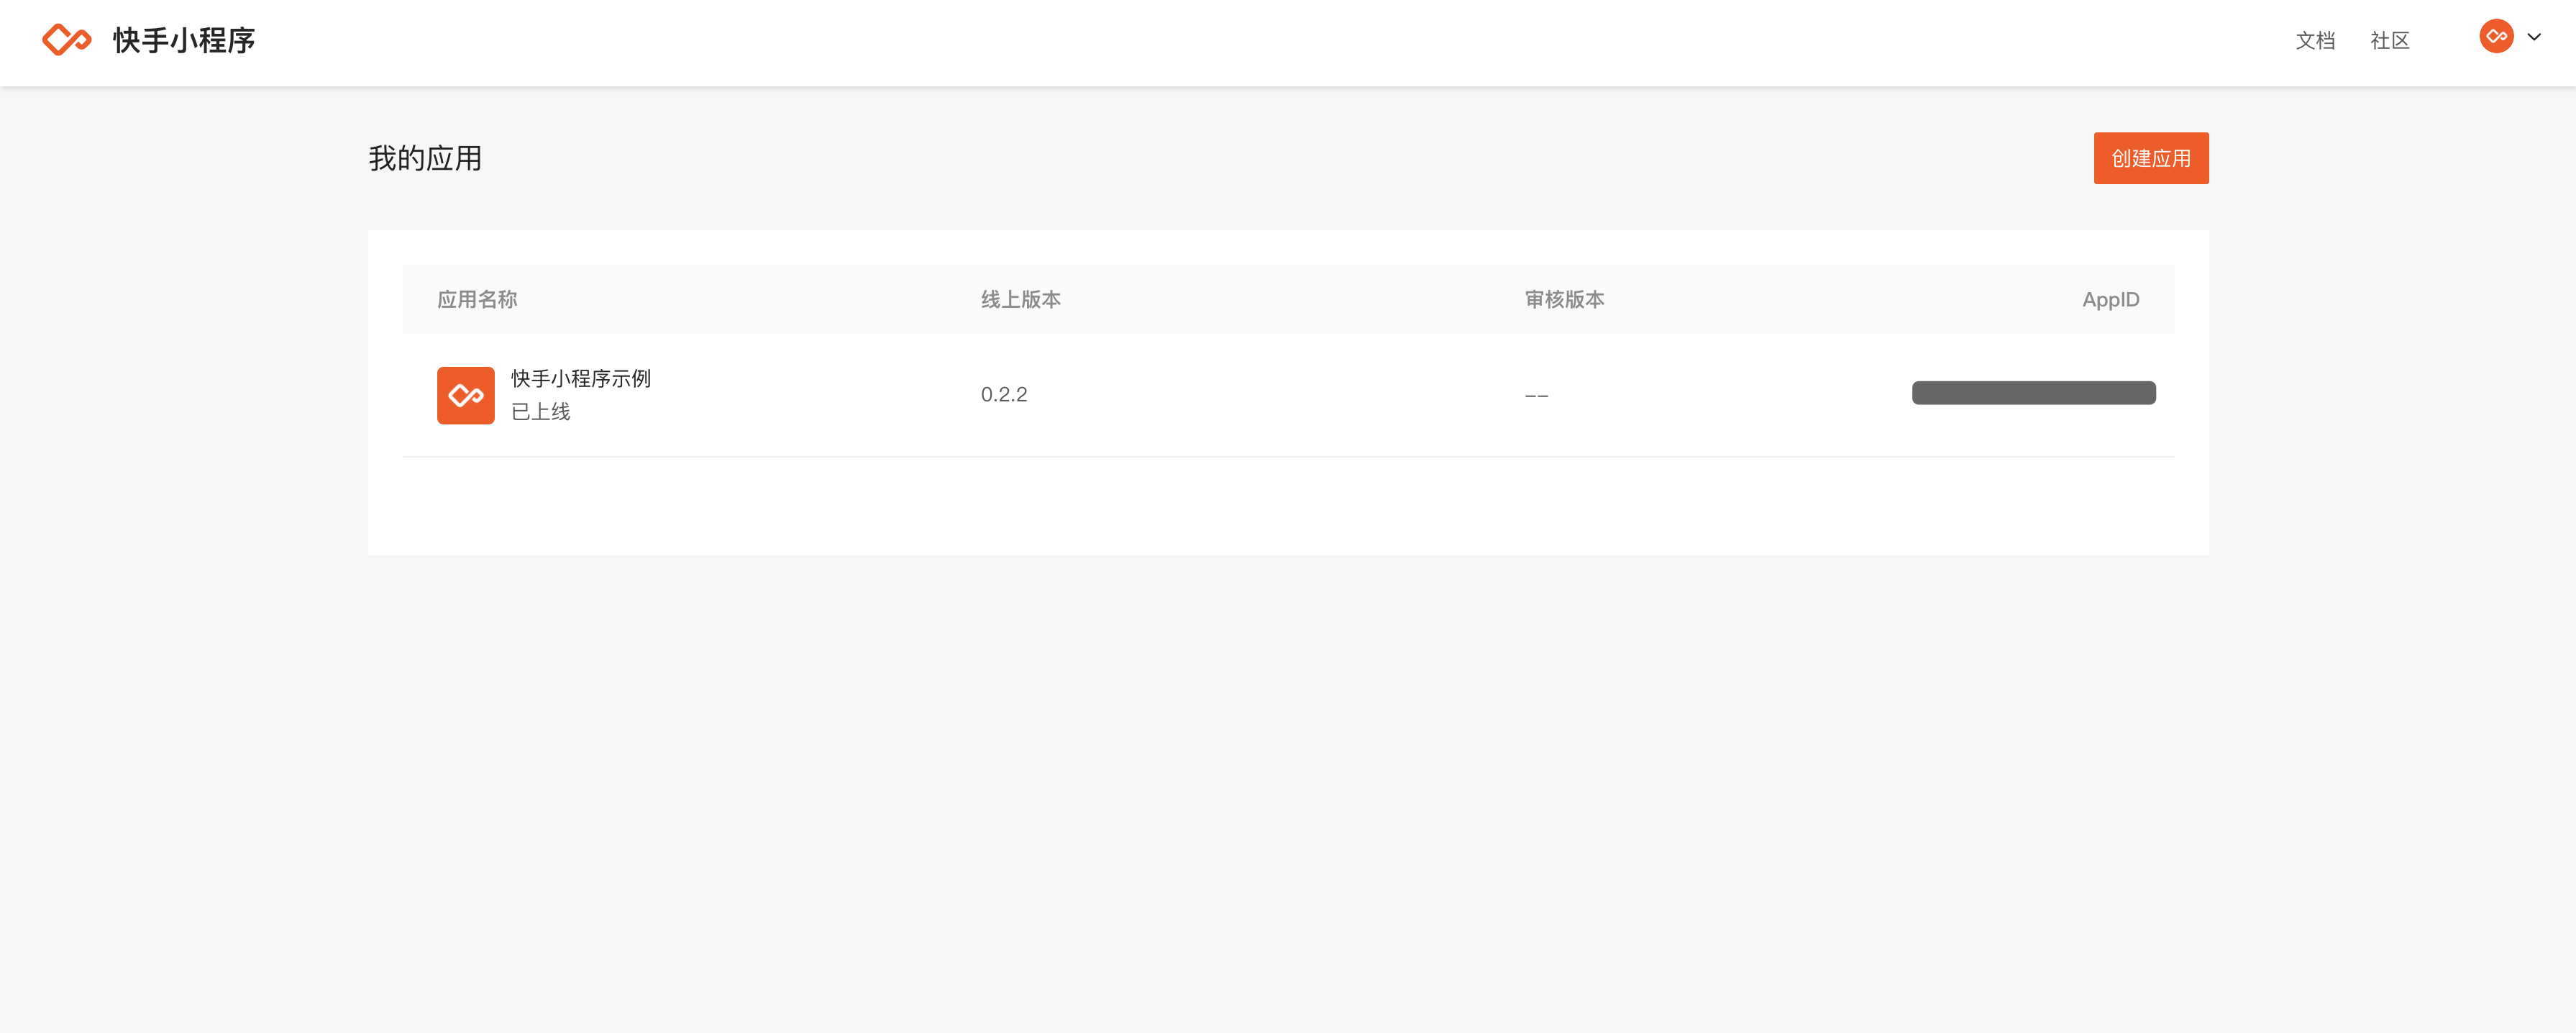 快手小程序
文档 社区
我的应用
创建应用
应用名称 线上版本 审核版本 AppID
快手小程序示例
已上线
0.2.2
--